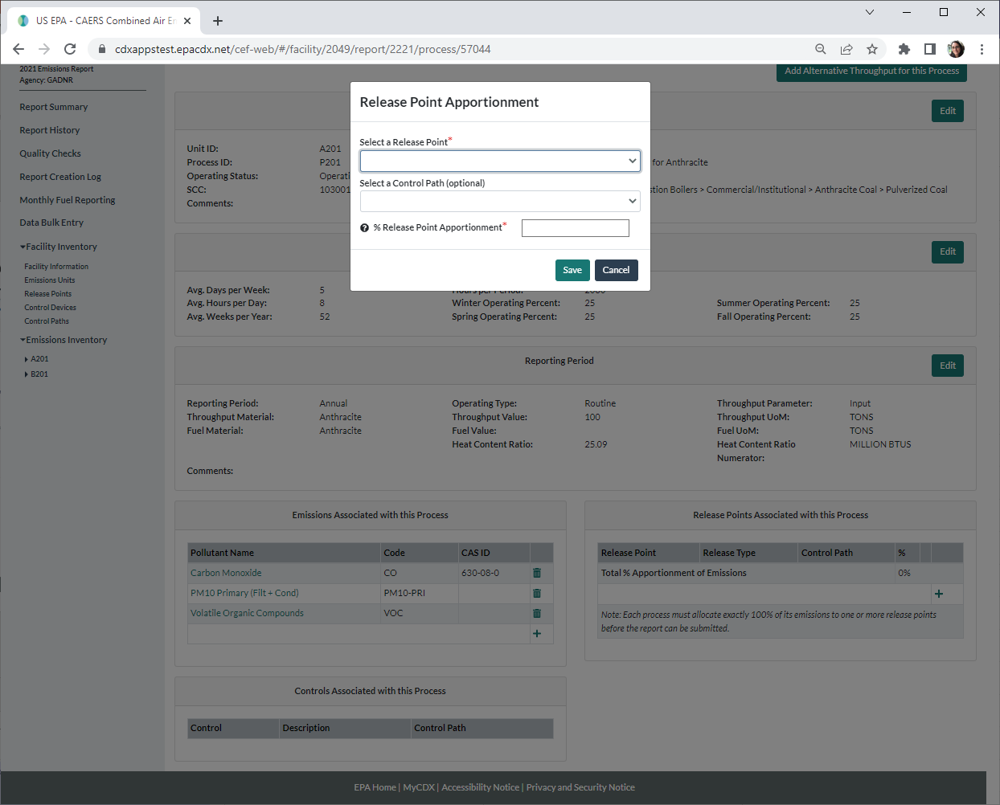 US EPA - CAERS Combined Air En
cdxappstest.epacdx.net/cef-web/#/facility/2049/report/2221/process/57044
2021 Emissions Report
Agency: GADNR
Report Summary
Report History
Quality Checks
Report Creation Log
Monthly Fuel Reporting
Data Bulk Entry
Facility Inventory
Facility Information
Emissions Units
Release Points
Control Devices
Control Paths
Emissions Inventory
A201
B201
Add Alternative Throughput for this Process
Release Point Apportionment
Select a Release Point*
Select a Control Path (optional)
% Release Point Apportionment*
Save Cancel
Edit
Unit ID: A201
Process ID: P201 for Anthracite
Operating Status: Operati
SCC: 103001 stion Boilers > Commercial/Institutional > Anthracite Coal > Pulverized Coal
Comments:
Edit
Avg. Days per Week: 5 Hours per Period: 2080
Avg. Hours per Day: 8 Winter Operating Percent: 25 Summer Operating Percent: 25
Avg. Weeks per Year: 52 Spring Operating Percent: 25 Fall Operating Percent: 25
Reporting Period Edit
Reporting Period: Annual Operating Type: Routine Throughput Parameter: Input
Throughput Material: Anthracite Throughput Value: 100 Throughput UoM: TONS
Fuel Material: Anthracite Fuel Value: Fuel UoM: TONS
Heat Content Ratio: 25.09 Heat Content Ratio MILLION BTUS
Numerator:
Comments:
Emissions Associated with this Process
Pollutant Name Code CAS ID
Carbon Monoxide CO 630-08-0
PM10 Primary (Filt + Cond) PM10-PRI
Volatile Organic Compounds VOC
+
Release Points Associated with this Process
Release Point Release Type Control Path %
Total % Apportionment of Emissions 0%
+
Note: Each process must allocate exactly 100% of its emissions to one or more release points
before the report can be submitted.
Controls Associated with this Process
Control Description Control Path
EPA Home | MyCDX | Accessibility Notice | Privacy and Security Notice